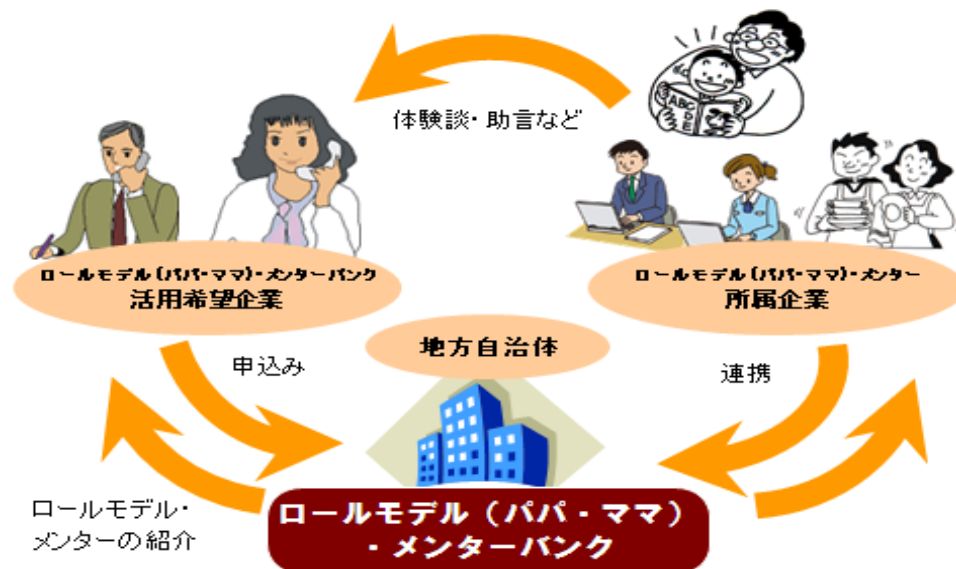 体験談・助言など
ロールモデル(パパ・ママ)・メンターバンク
活用希望企業
ロールモデル(パパ・ママ)・メンター
所属企業
地方自治体
申込み
連携
ロールモデル・
メンターの紹介
ロールモデル（パパ・ママ）
・メンターバンク
ABC
D
E